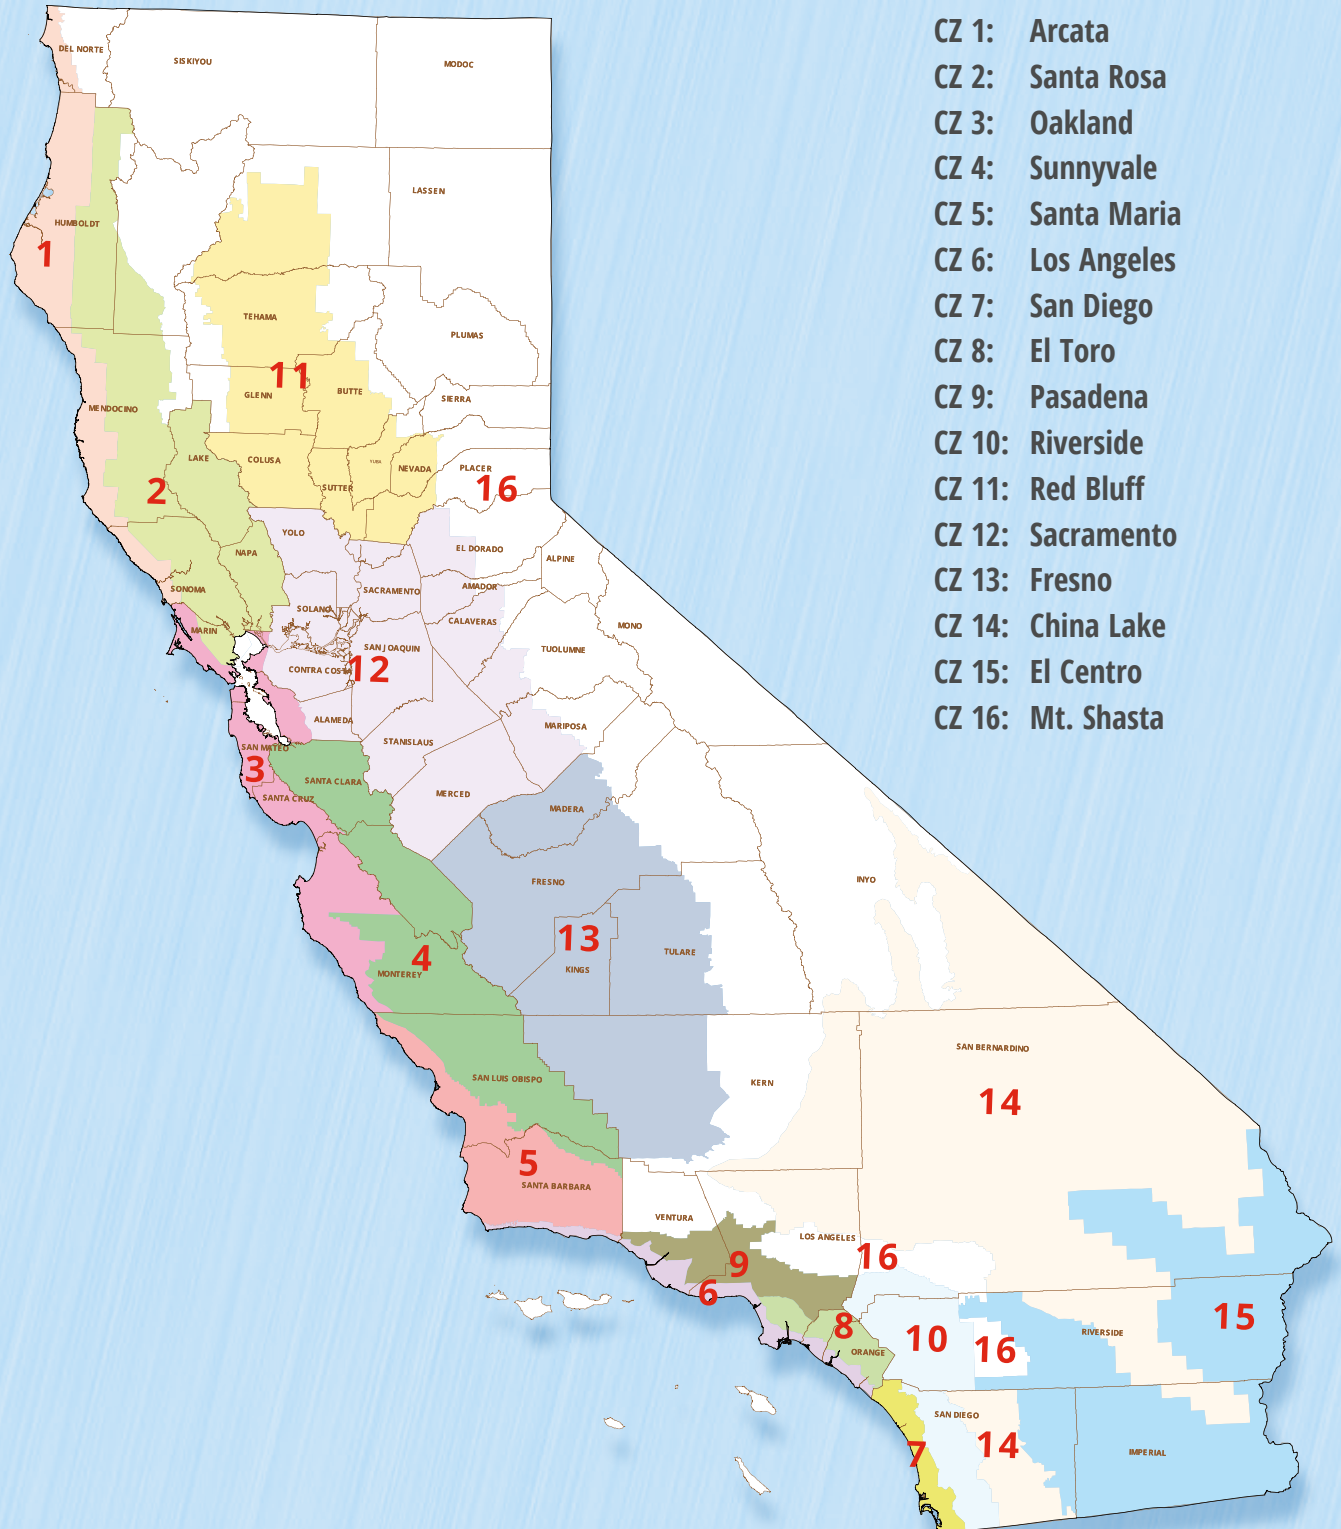 CZ 1: Arcata
CZ 2: Santa Rosa
CZ 3: Oakland
CZ 4: Sunnyvale
CZ 5: Santa Maria
CZ 6: Los Angeles
CZ 7: San Diego
CZ 8: El Toro
CZ 9: Pasadena
CZ 10: Riverside
CZ 11: Red Bluff
CZ 12: Sacramento
CZ 13: Fresno
CZ 14: China Lake
CZ 15: El Centro
CZ 16: Mt. Shasta
DEL NORTE
SISKIYOU
MODOC
LASSEN
HUMBOLDT
1
TEHAMA
PLUMAS
11
GLENN
BUTTE
SIERRA
MENDOCINO
LAKE
COLUSA
YUBA
NEVADA
PLACER
2
SUTTER
16
YOLO
NAPA
EL DORADO
ALPINE
SONOMA
SACRAMENTO
AMADOR
SOLANO
CALAVERAS
MONO
MARIN
SAN JOAQUIN
TUOLUMNE
CONTRA COSTA
12
ALAMEDA
MARIPOSA
STANISLAUS
SAN MATEO
3
SANTA CLARA
SANTA CRUZ
MERCED
MADERA
FRESNO
INYO
13
TULARE
4
KINGS
MONTEREY
SAN BERNARDINO
SAN LUIS OBISPO
KERN
14
5
SANTA BARBARA
VENTURA
LOS ANGELES
16
9
6
8
10
16
15
RIVERSIDE
ORANGE
SAN DIEGO
7
14
IMPERIAL